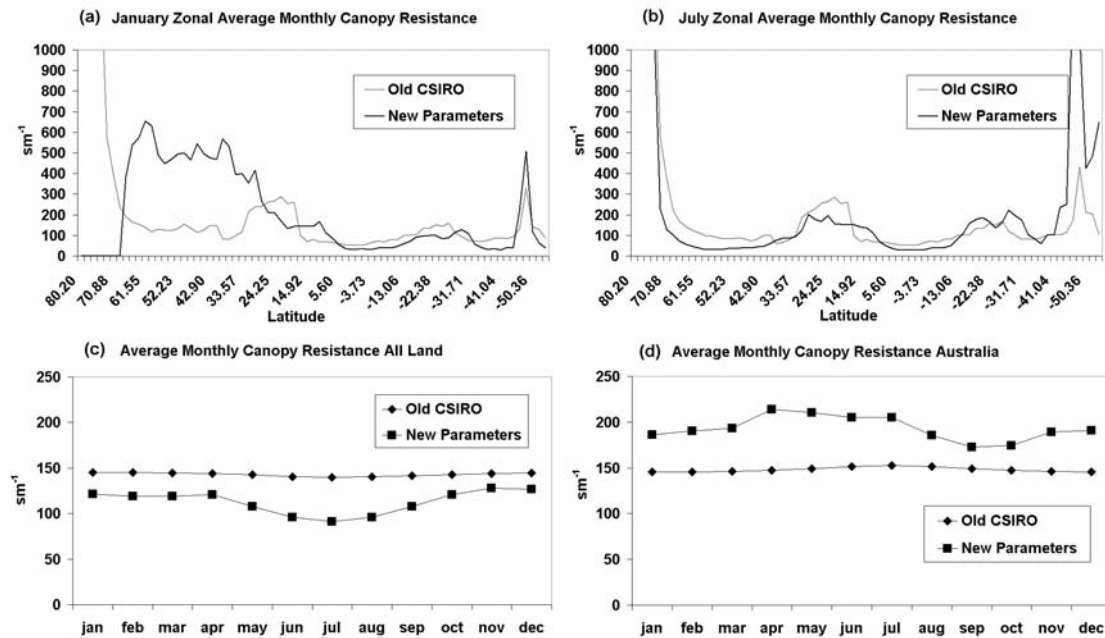 (a) January Zonal Average Monthly Canopy Resistance
1000
900
800
700
600
500
400
300
200
100
0
sm-1
Old CSIRO
New Parameters
80.20 70.88 61.55 52.23 42.90 33.57 24.25 14.92 5.60 -3.73 -13.06 -22.38 -31.71 -41.04 -50.36
Latitude
(b) July Zonal Average Monthly Canopy Resistance
1000
900
800
700
600
500
400
300
200
100
0
sm-1
Old CSIRO
New Parameters
80.20 70.88 61.55 52.23 42.90 33.57 24.25 14.92 5.60 -3.73 -13.06 -22.38 -31.71 -41.04 -50.36
Latitude
(c) Average Monthly Canopy Resistance All Land
250
200
150
100
50
0
sm-1
Old CSIRO
New Parameters
jan feb mar apr may jun jul aug sep oct nov dec
(d) Average Monthly Canopy Resistance Australia
250
200
150
100
50
0
sm-1
Old CSIRO
New Parameters
jan feb mar apr may jun jul aug sep oct nov dec